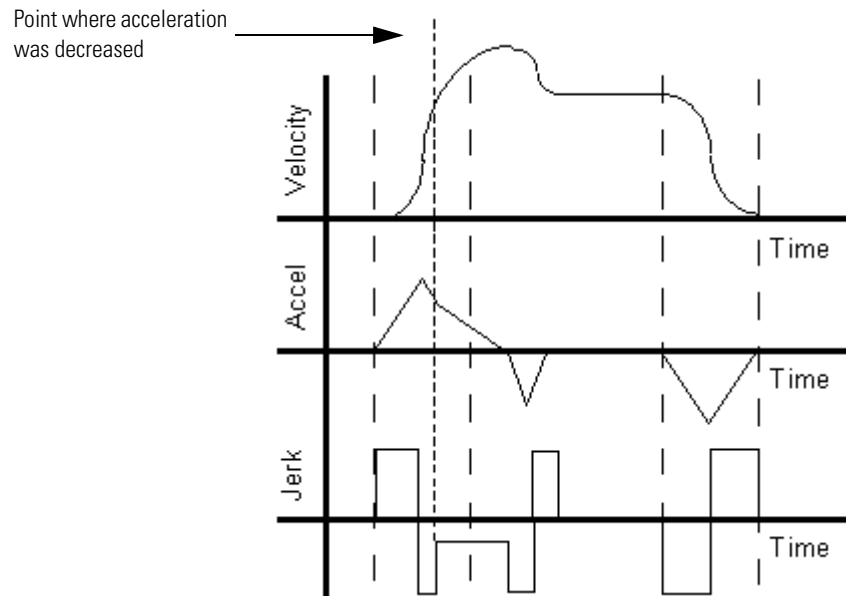 Point where acceleration
was decreased
Velocity
Time
Accel
Time
Jerk
Time